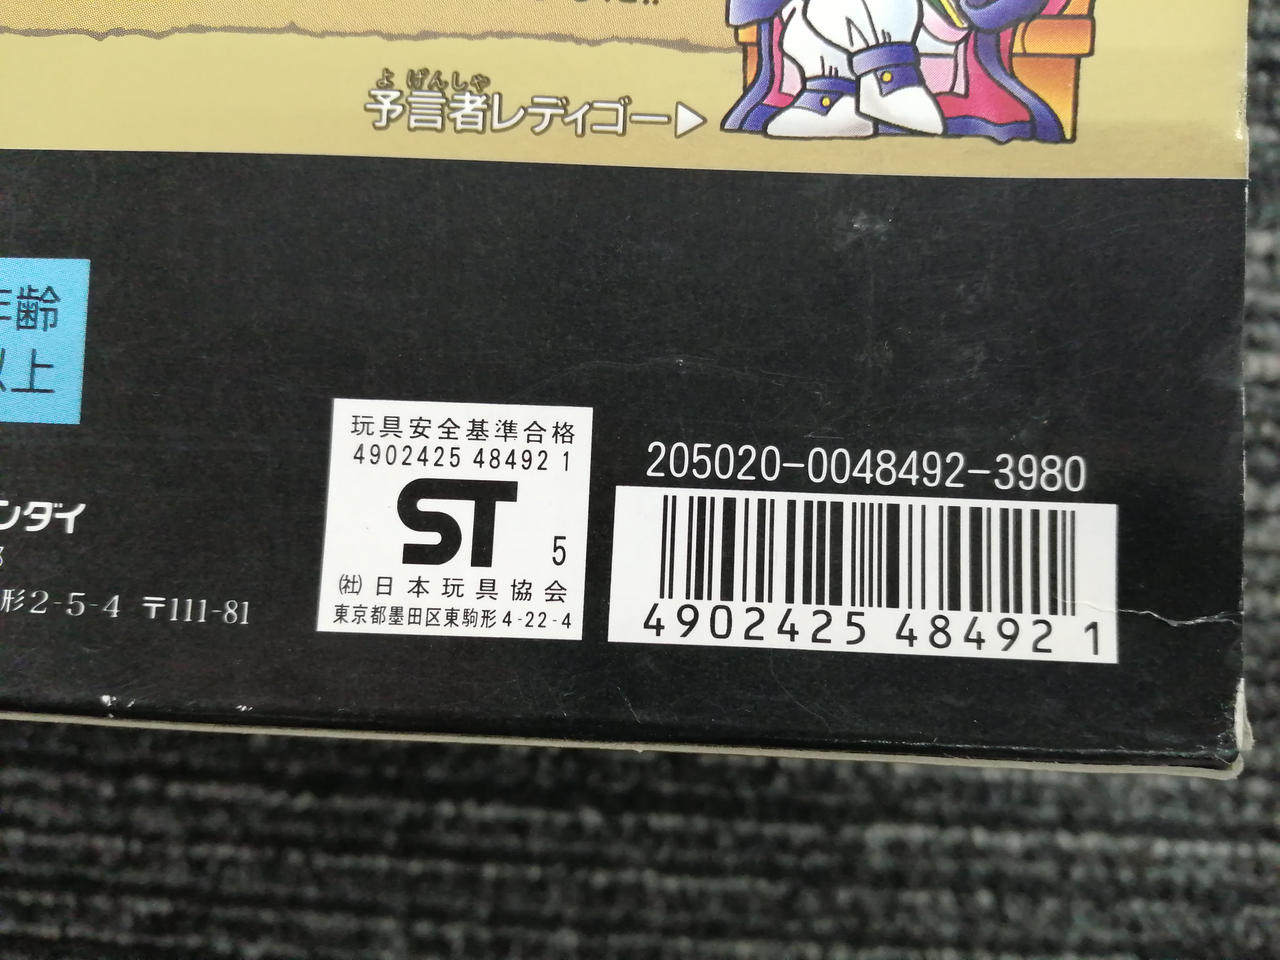 よげんしゃ
予言者レディゴー▶
年齢
以上
玩具安全基準合格
4902425 48492 1
ST 5
㈳日本玩具協会
東京都墨田区東駒形4-22-4
205020-0048492-3980
4902425 484921
ンダイ
形2-5-4 〒111-81